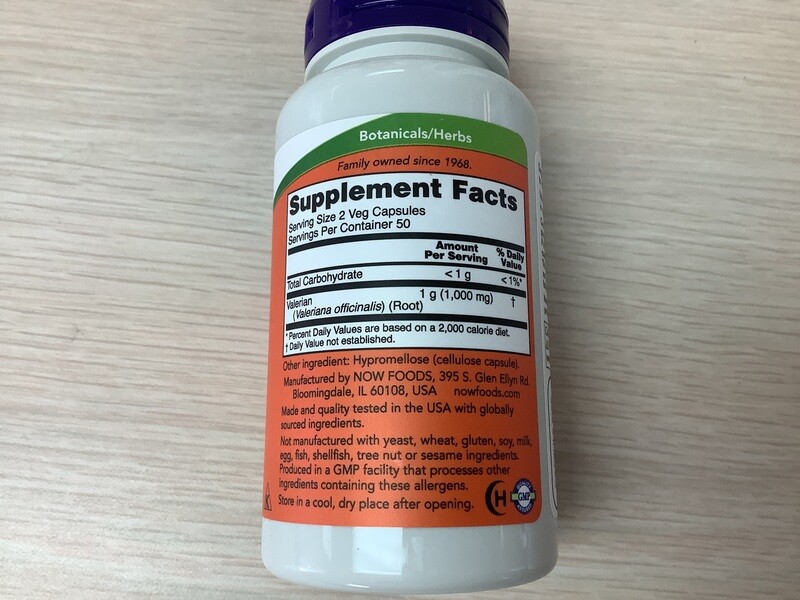 Botanicals/Herbs
Family owned since 1968.
Supplement Facts
Serving Size 2 Veg Capsules
Servings Per Container 50
Amount Per Serving % Daily Value
Total Carbohydrate < 1 g < 1%*
Valerian 1 g (1,000 mg) †
(Valeriana officinalis) (Root)
* Percent Daily Values are based on a 2,000 calorie diet.
† Daily Value not established.
Other ingredient: Hypromellose (cellulose capsule).
Manufactured by NOW FOODS, 395 S. Glen Ellyn Rd.
Bloomingdale, IL 60108, USA nowfoods.com
Made and quality tested in the USA with globally
sourced ingredients.
Not manufactured with yeast, wheat, gluten, soy, milk,
egg, fish, shellfish, tree nut or sesame ingredients.
Produced in a GMP facility that processes other
ingredients containing these allergens.
Store in a cool, dry place after opening.
H
GMP